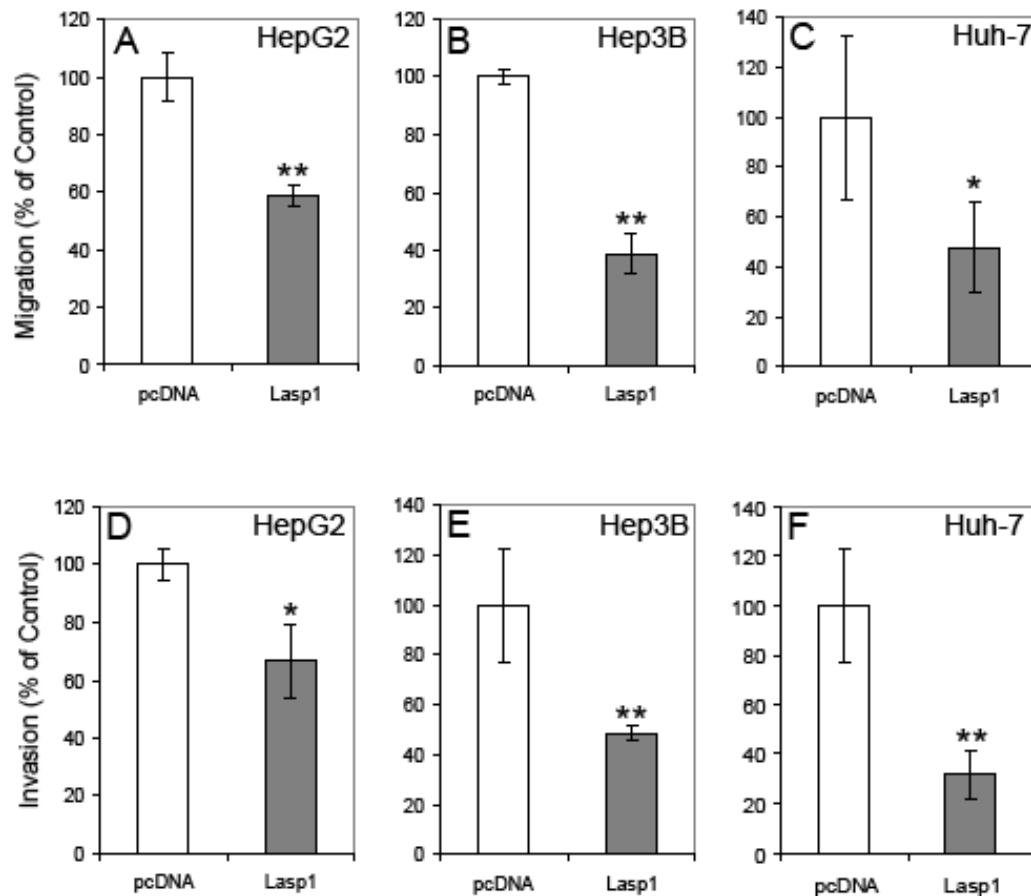 Migration (% of Control)
A
HepG2
120
100
80
60
40
20
0
**
pcDNA
Lasp1
B
Hep3B
120
100
80
60
40
20
0
**
pcDNA
Lasp1
C
Huh-7
140
120
100
80
60
40
20
0
*
pcDNA
Lasp1
Invasion (% of Control)
D
HepG2
120
100
80
60
40
20
0
*
pcDNA
Lasp1
E
Hep3B
140
120
100
80
60
40
20
0
**
pcDNA
Lasp1
F
Huh-7
140
120
100
80
60
40
20
0
**
pcDNA
Lasp1